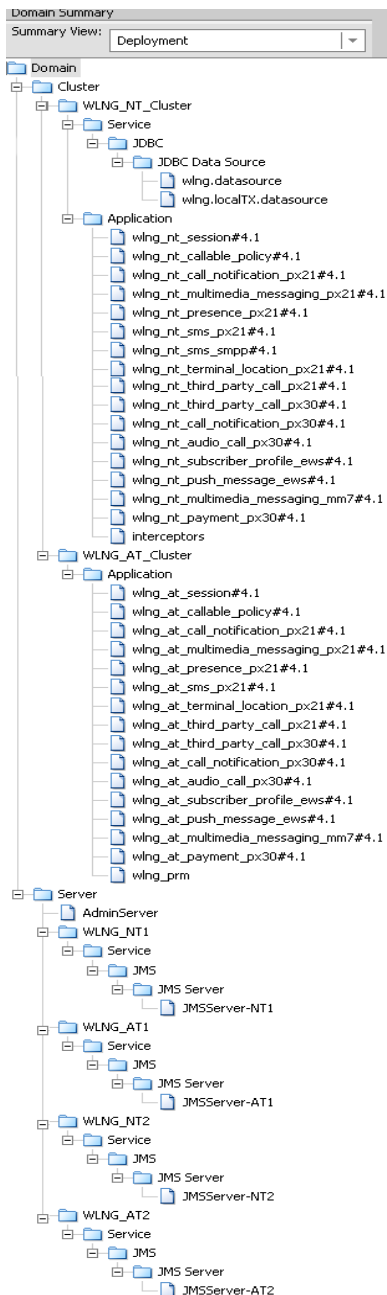 Domain Summary
Summary View: Deployment
Domain
Cluster
WLNG_NT_Cluster
Service
JDBC
JDBC Data Source
wlng.datasource
wlng.localTX.datasource
Application
wlng_nt_session#4.1
wlng_nt_callable_policy#4.1
wlng_nt_call_notification_px21#4.1
wlng_nt_multimedia_messaging_px21#4.1
wlng_nt_presence_px21#4.1
wlng_nt_sms_px21#4.1
wlng_nt_sms_smpp#4.1
wlng_nt_terminal_location_px21#4.1
wlng_nt_third_party_call_px21#4.1
wlng_nt_third_party_call_px30#4.1
wlng_nt_call_notification_px30#4.1
wlng_nt_audio_call_px30#4.1
wlng_nt_subscriber_profile_ews#4.1
wlng_nt_push_message_ews#4.1
wlng_nt_multimedia_messaging_mm7#4.1
wlng_nt_payment_px30#4.1
interceptors
WLNG_AT_Cluster
Application
wlng_at_session#4.1
wlng_at_callable_policy#4.1
wlng_at_call_notification_px21#4.1
wlng_at_multimedia_messaging_px21#4.1
wlng_at_presence_px21#4.1
wlng_at_sms_px21#4.1
wlng_at_terminal_location_px21#4.1
wlng_at_third_party_call_px21#4.1
wlng_at_third_party_call_px30#4.1
wlng_at_call_notification_px30#4.1
wlng_at_audio_call_px30#4.1
wlng_at_subscriber_profile_ews#4.1
wlng_at_push_message_ews#4.1
wlng_at_multimedia_messaging_mm7#4.1
wlng_at_payment_px30#4.1
wlng_prm
Server
AdminServer
WLNG_NT1
Service
JMS
JMS Server
JMSServer-NT1
WLNG_AT1
Service
JMS
JMS Server
JMSServer-AT1
WLNG_NT2
Service
JMS
JMS Server
JMSServer-NT2
WLNG_AT2
Service
JMS
JMS Server
JMSServer-AT2